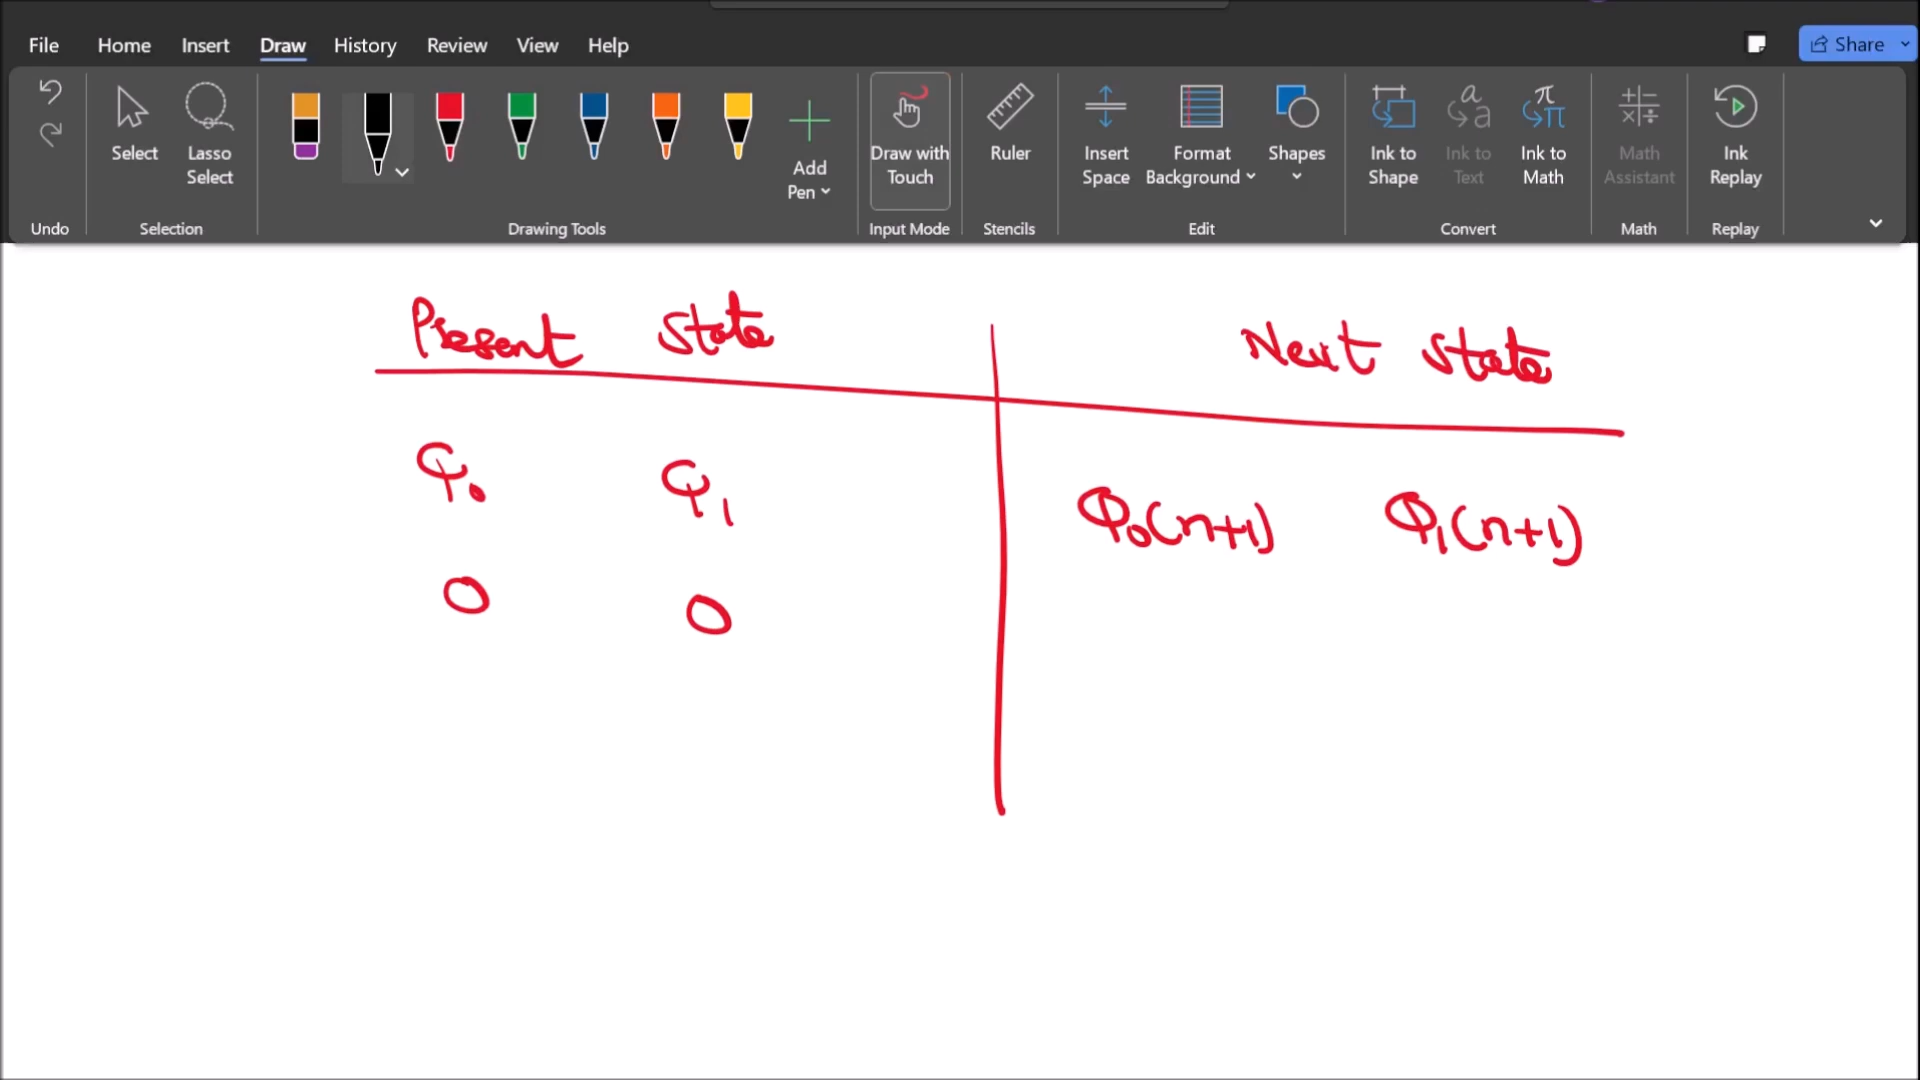 File Home Insert Draw History Review View Help Share
Select
Lasso Select
Add Pen
Draw with Touch
Ruler
Insert Space
Format Background
Shapes
Ink to Shape
Ink to Text
Ink to Math
Math Assistant
Ink Replay
Undo Selection Drawing Tools Input Mode Stencils Edit Convert Math Replay
Present State Next State
Q₀ Q₁ Q₀(n+1) Q₁(n+1)
0 0